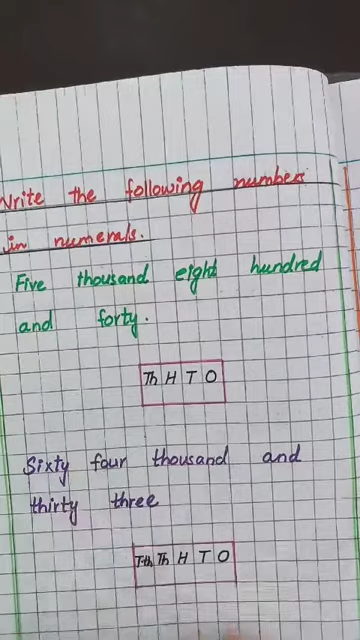 Write the following numbers
in numerals.
Five thousand eight hundred
and forty.
Th H T O
Sixty four thousand and
thirty three
T-th Th H T O